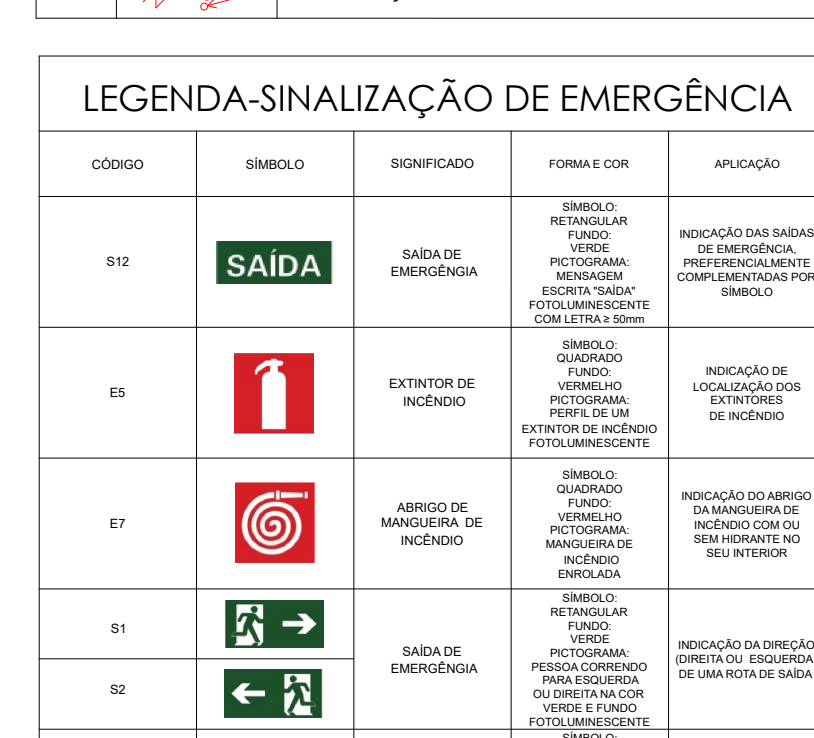 LEGENDA-SINALIZAÇÃO DE EMERGÊNCIA
CÓDIGO
SÍMBOLO
SIGNIFICADO
FORMA E COR
APLICAÇÃO
S12
SAÍDA
SAÍDA DE
EMERGÊNGIA
SÍMBOLO:
RETANGULAR
FUNDO:
VERDE
PICTOGRAMA:
MENSAGEM
ESCRITA "SAÍDA"
FOTOLUMINESCENTE
COM LETRA ≥ 50mm
INDICAÇÃO DAS SAÍDAS
DE EMERGÊNCIA,
PREFERENCIALMENTE
COMPLEMENTADAS POR
SÍMBOLO
E5
EXTINTOR DE
INCÊNDIO
SÍMBOLO:
QUADRADO
FUNDO:
VERMELHO
PICTOGRAMA:
PERFIL DE UM
EXTINTOR DE INCÊNDIO
FOTOLUMINESCENTE
INDICAÇÃO DE
LOCALIZAÇÃO DOS
EXTINTORES
DE INCÊNDIO
E7
ABRIGO DE
MANGUEIRA DE
INCÊNDIO
SÍMBOLO:
QUADRADO
FUNDO:
VERMELHO
PICTOGRAMA:
MANGUEIRA DE
INCÊNDIO
ENROLADA
INDICAÇÃO DO ABRIGO
DA MANGUEIRA DE
INCÊNDIO COM OU
SEM HIDRANTE NO
SEU INTERIOR
S1
S2
SAÍDA DE
EMERGÊNGIA
SÍMBOLO:
RETANGULAR
FUNDO:
VERDE
PICTOGRAMA:
PESSOA CORRENDO
PARA ESQUERDA
OU DIREITA NA COR
VERDE E FUNDO
FOTOLUMINESCENTE
INDICAÇÃO DA DIREÇÃO
(DIREITA OU ESQUERDA
DE UMA ROTA DE SAÍDA
SÍMBOLO: